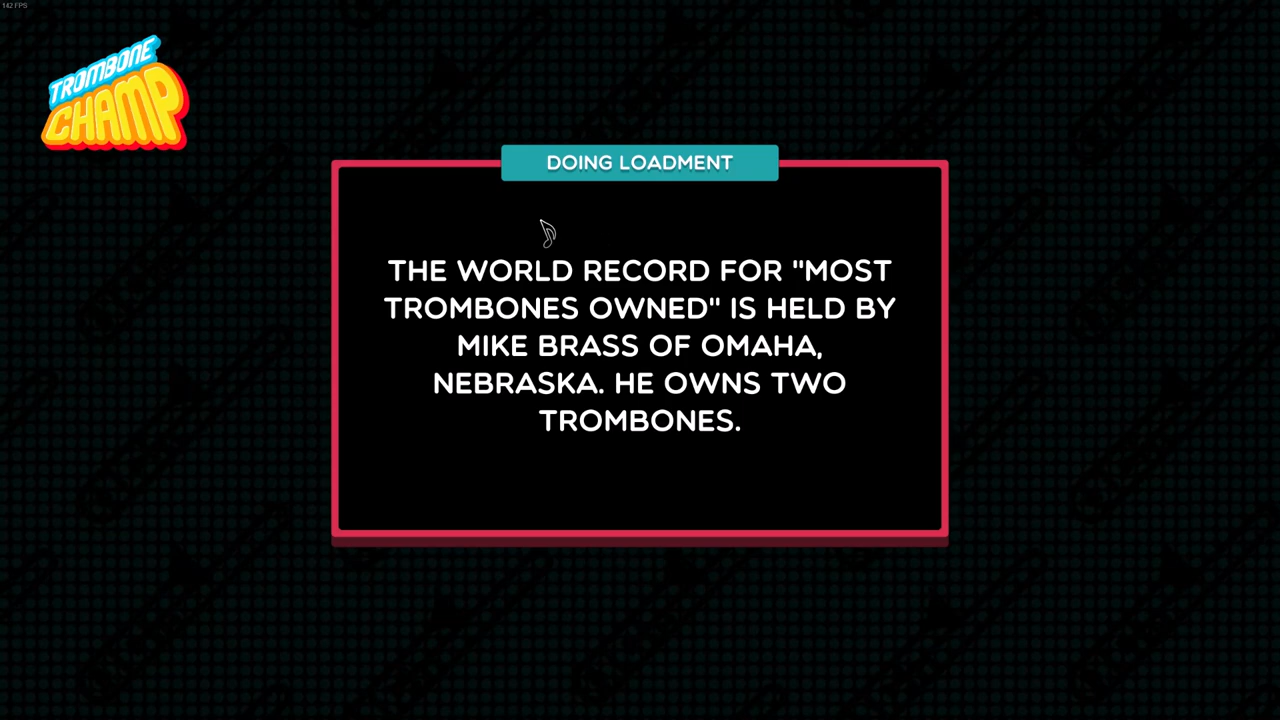 142 FPS
TROMBONE
CHAMP
DOING LOADMENT
THE WORLD RECORD FOR "MOST
TROMBONES OWNED" IS HELD BY
MIKE BRASS OF OMAHA,
NEBRASKA. HE OWNS TWO
TROMBONES.